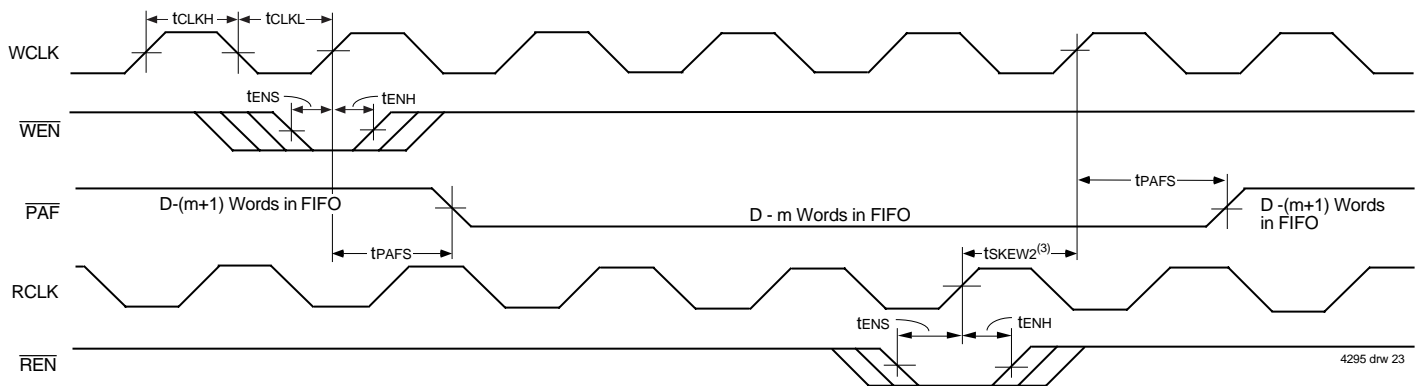 tCLKH
tCLKL
WCLK
tENS
tENH
WEN
D-(m+1) Words in FIFO
PAF
D - m Words in FIFO
tPAFS
D -(m+1) Words
in FIFO
tPAFS
tSKEW2(3)
RCLK
tENS
tENH
REN
4295 drw 23